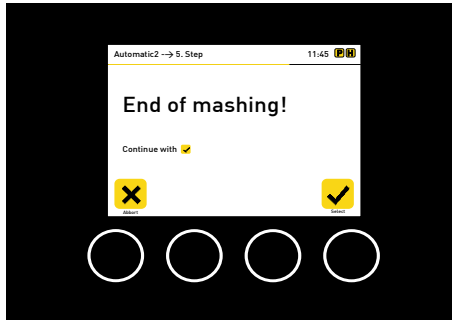 Automatic2 --> 5. Step 11:45 P H
End of mashing!
Continue with
Abbort Select